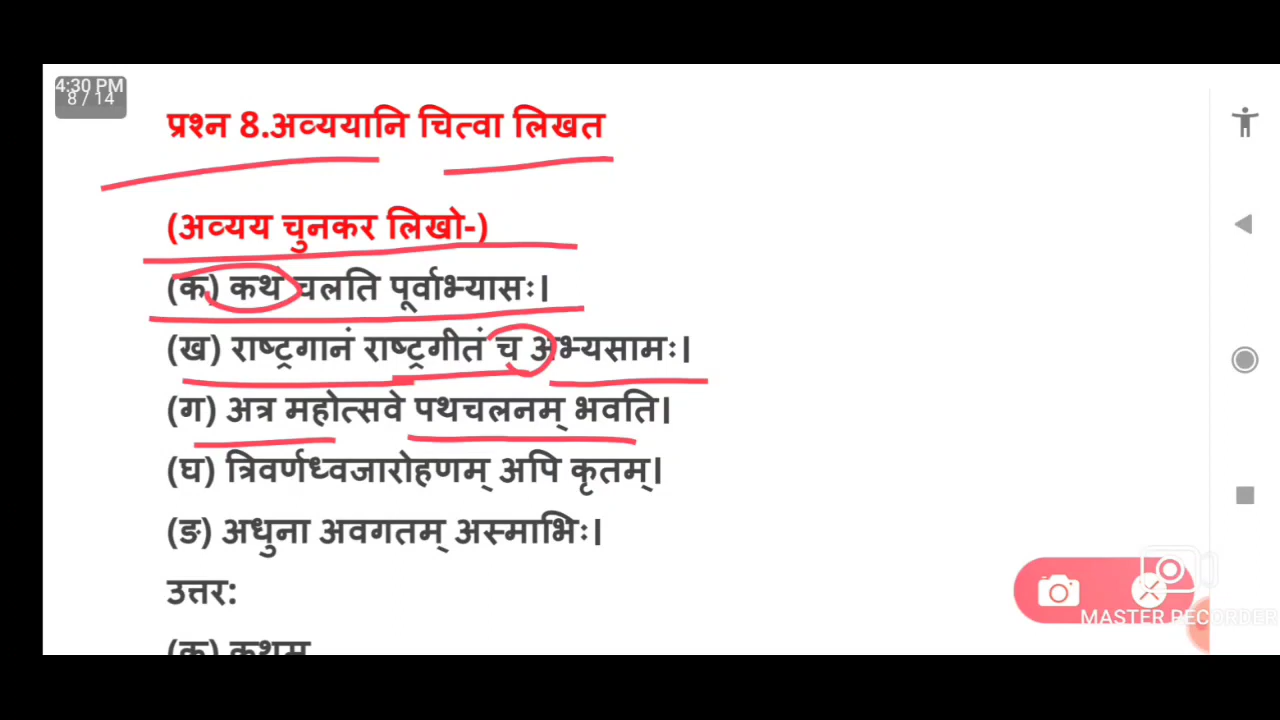 4:30 PM
8 / 14
प्रश्न 8.अव्ययानि चित्वा लिखत
(अव्यय चुनकर लिखो-)
(क) कथ चलति पूर्वाभ्यासः।
(ख) राष्ट्रगानं राष्ट्रगीतं च अभ्यसामः।
(ग) अत्र महोत्सवे पथचलनम् भवति।
(घ) त्रिवर्णध्वजारोहणम् अपि कृतम्।
(ङ) अधुना अवगतम् अस्माभिः।
उत्तर:
(क) कथम
MASTER RECORDER